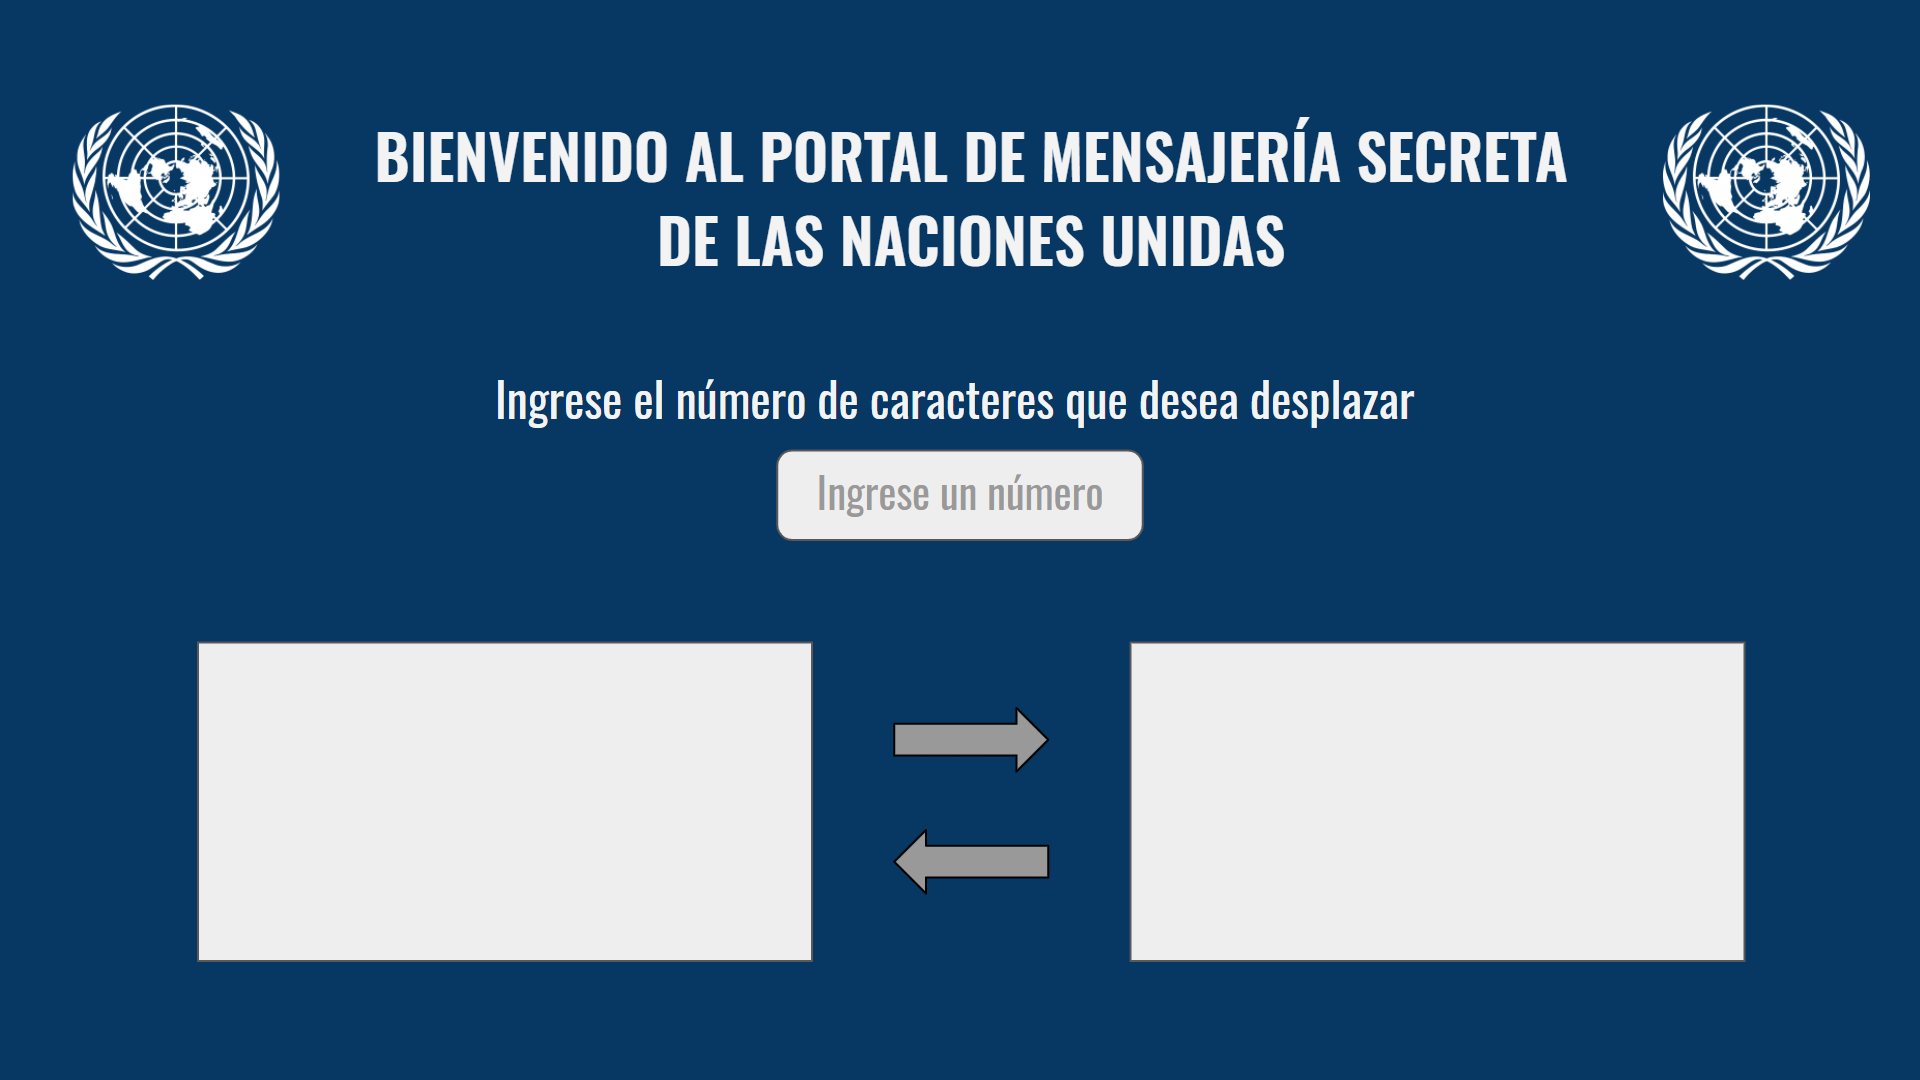 BIENVENIDO AL PORTAL DE MENSAJERÍA SECRETA
DE LAS NACIONES UNIDAS
Ingrese el número de caracteres que desea desplazar
Ingrese un número